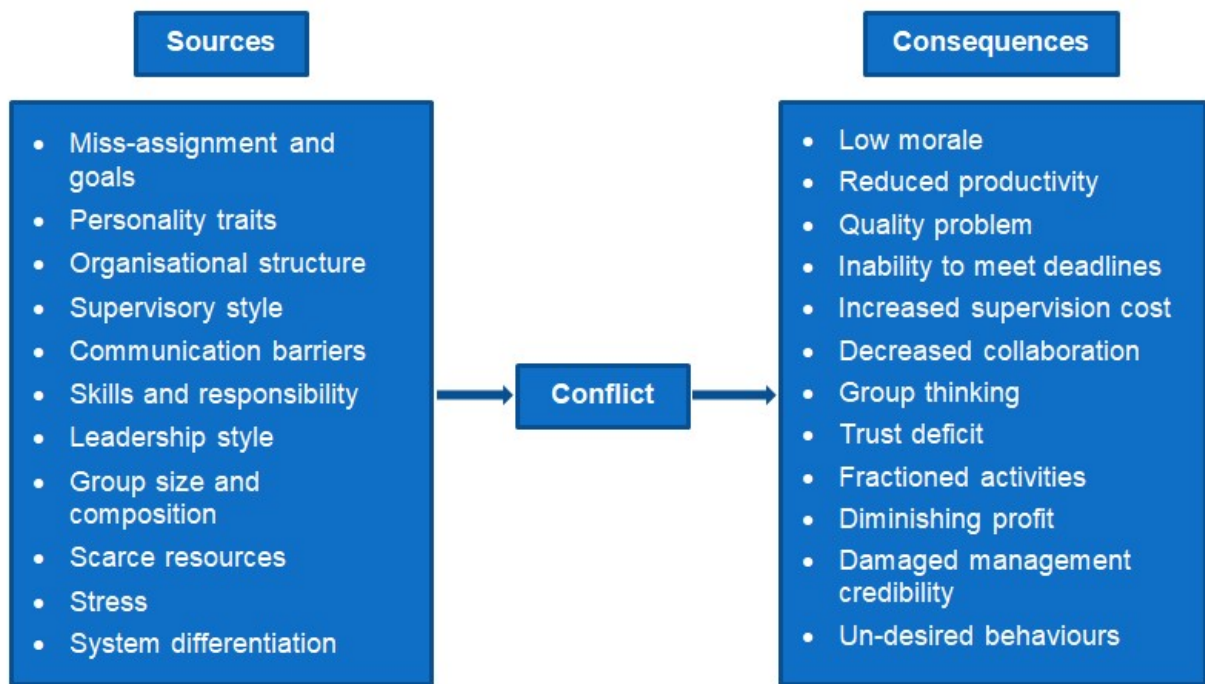 Sources
Miss-assignment and
goals
Personality traits
Organisational structure
Supervisory style
Communication barriers
Skills and responsibility
Leadership style
Group size and
composition
Scarce resources
Stress
System differentiation
Conflict
Consequences
Low morale
Reduced productivity
Quality problem
Inability to meet deadlines
Increased supervision cost
Decreased collaboration
Group thinking
Trust deficit
Fractioned activities
Diminishing profit
Damaged management
credibility
Un-desired behaviours